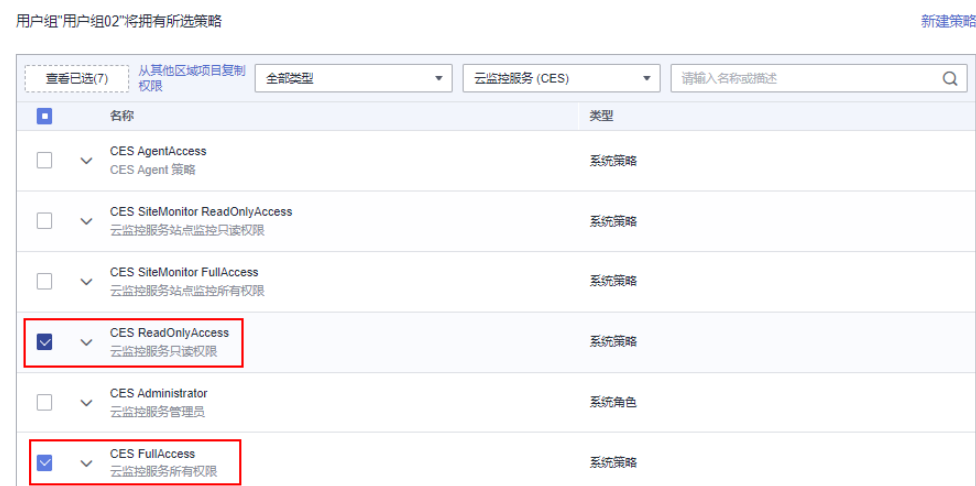 用户组"用户组02"将拥有所选策略
新建策略
查看已选(7)
从其他区域项目复制
权限
全部类型
云监控服务 (CES)
请输入名称或描述
名称
类型
CES AgentAccess
CES Agent 策略
系统策略
CES SiteMonitor ReadOnlyAccess
云监控服务站点监控只读权限
系统策略
CES SiteMonitor FullAccess
云监控服务站点监控所有权限
系统策略
CES ReadOnlyAccess
云监控服务只读权限
系统策略
CES Administrator
云监控服务管理员
系统角色
CES FullAccess
云监控服务所有权限
系统策略